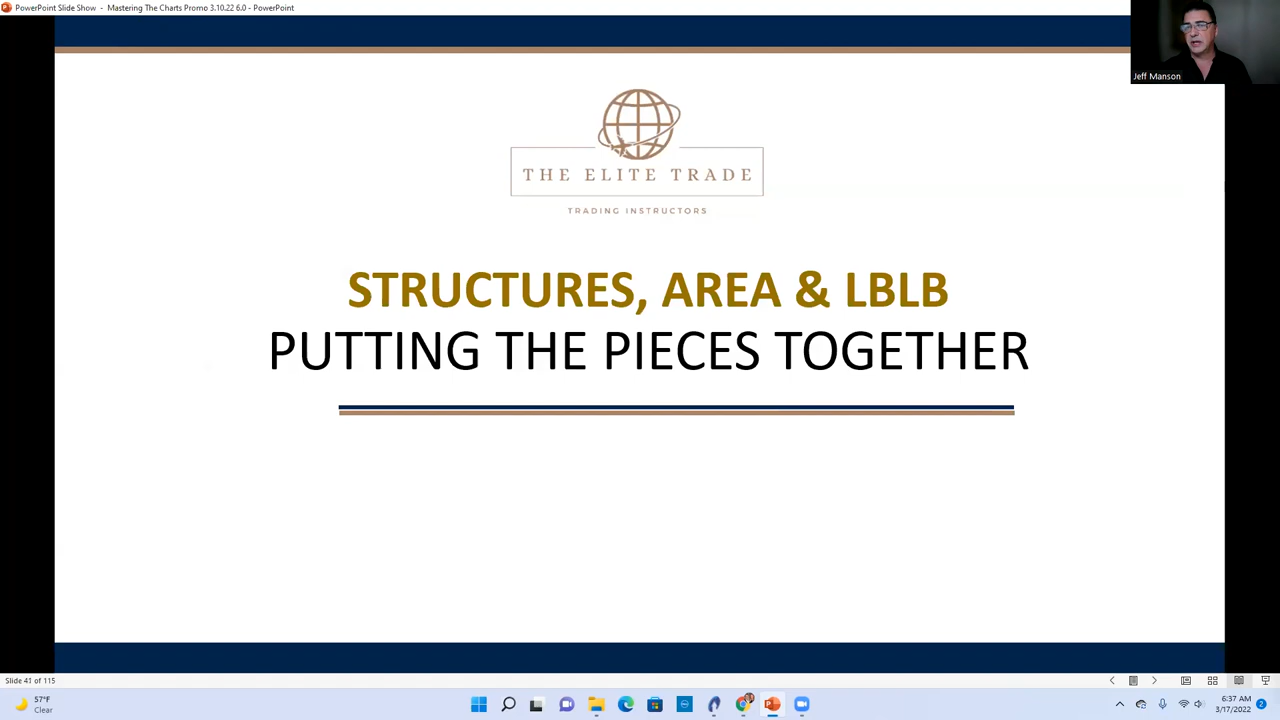 PowerPoint Slide Show - Mastering The Charts Promo 3.10.22 6.0 - PowerPoint
Jeff Manson
THE ELITE TRADE
TRADING INSTRUCTORS
STRUCTURES, AREA & LBLB
PUTTING THE PIECES TOGETHER
Slide 41 of 115
57°F
Clear
6:37 AM
3/17/2022
2